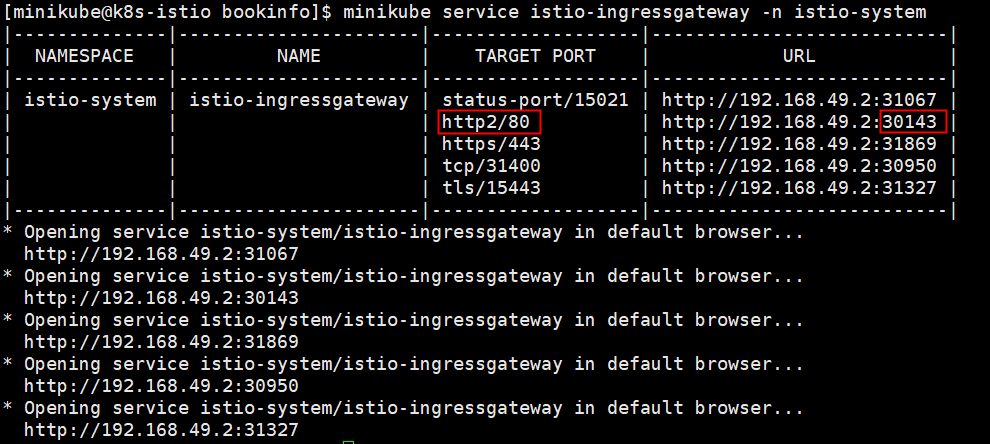 [minikube@k8s-istio bookinfo]$ minikube service istio-ingressgateway -n istio-system
|--------------|----------------------|-------------------|---------------------------|
|  NAMESPACE   |         NAME         |    TARGET PORT    |            URL            |
|--------------|----------------------|-------------------|---------------------------|
| istio-system | istio-ingressgateway | status-port/15021 | http://192.168.49.2:31067 |
|              |                      | http2/80          | http://192.168.49.2:30143 |
|              |                      | https/443         | http://192.168.49.2:31869 |
|              |                      | tcp/31400         | http://192.168.49.2:30950 |
|              |                      | tls/15443         | http://192.168.49.2:31327 |
|--------------|----------------------|-------------------|---------------------------|
* Opening service istio-system/istio-ingressgateway in default browser...
  http://192.168.49.2:31067
* Opening service istio-system/istio-ingressgateway in default browser...
  http://192.168.49.2:30143
* Opening service istio-system/istio-ingressgateway in default browser...
  http://192.168.49.2:31869
* Opening service istio-system/istio-ingressgateway in default browser...
  http://192.168.49.2:30950
* Opening service istio-system/istio-ingressgateway in default browser...
  http://192.168.49.2:31327